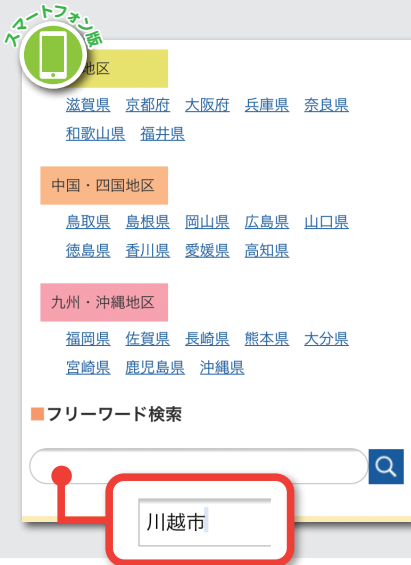 スマートフォン版
地区
滋賀県 京都府 大阪府 兵庫県 奈良県
和歌山県 福井県
中国・四国地区
鳥取県 島根県 岡山県 広島県 山口県
徳島県 香川県 愛媛県 高知県
九州・沖縄地区
福岡県 佐賀県 長崎県 熊本県 大分県
宮崎県 鹿児島県 沖縄県
■フリーワード検索
川越市